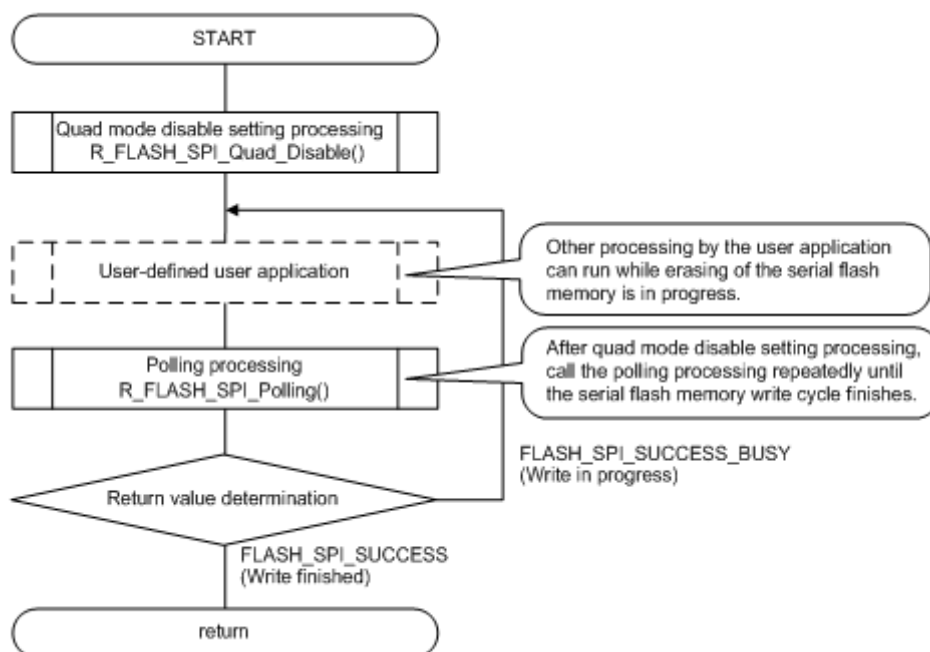 START
Quad mode disable setting processing
R_FLASH_SPI_Quad_Disable()
User-defined user application
Other processing by the user application
can run while erasing of the serial flash
memory is in progress.
Polling processing
R_FLASH_SPI_Polling()
After quad mode disable setting processing,
call the polling processing repeatedly until
the serial flash memory write cycle finishes.
Return value determination
FLASH_SPI_SUCCESS_BUSY
(Write in progress)
FLASH_SPI_SUCCESS
(Write finished)
return